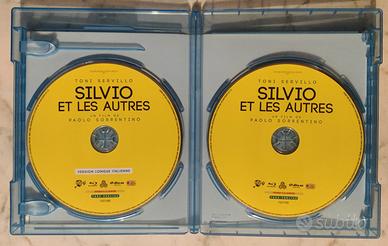 TONI SERVILLO
SILVIO
ET LES AUTRES
UN FILM DE
PAOLO SORRENTINO
VERSION LONGUE ITALIENNE
TONI SERVILLO
SILVIO
ET LES AUTRES
UN FILM DE
PAOLO SORRENTINO
subito